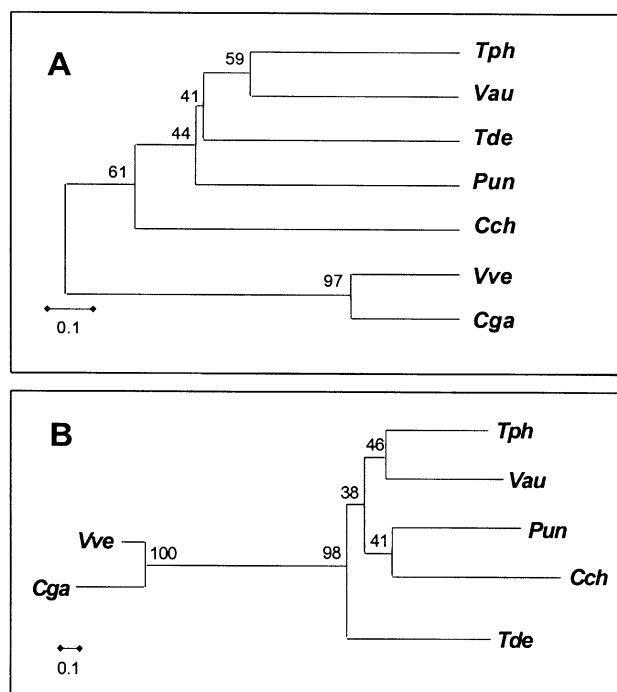 A
59
Tph
Vau
41
Tde
44
Pun
61
Cch
97
Vve
Cga
0.1
B
46
Tph
Vau
38
Pun
41
Cch
Vve
100
98
Cga
Tde
0.1